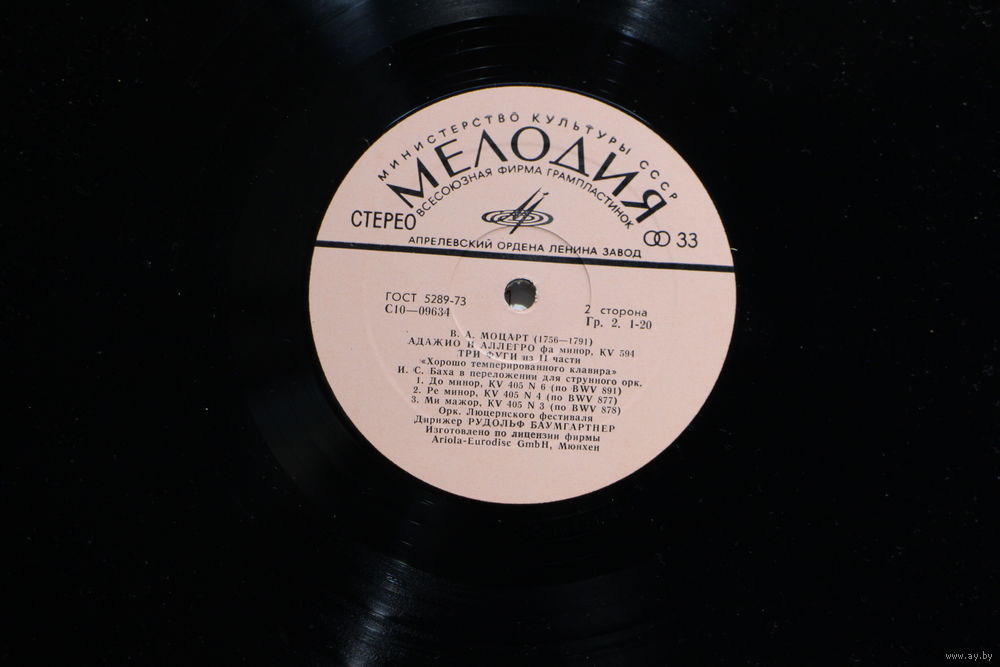 МИНИСТЕРСТВО КУЛЬТУРЫ СССР
МЕЛОДИЯ
ВСЕСОЮЗНАЯ ФИРМА ГРАМПЛАСТИНОК
СТЕРЕО
33
АПРЕЛЕВСКИЙ ОРДЕНА ЛЕНИНА ЗАВОД
ГОСТ 5289-73
2 сторона
С10—09634
Гр. 2. 1-20
В. А. МОЦАРТ (1756—1791)
АДАЖИО И АЛЛЕГРО фа минор, KV 594
ТРИ ФУГИ из II части
«Хорошо темперированного клавира»
И. С. Баха в переложении для струнного орк.
1. До минор, KV 405 N 6 (по BWV 891)
2. Ре минор, KV 405 N 4 (по BWV 877)
3. Ми мажор, KV 405 N 3 (по BWV 878)
Орк. Люцернского фестиваля
Дирижер РУДОЛЬФ БАУМГАРТНЕР
Изготовлено по лицензии фирмы
Ariola-Eurodisc GmbH, Мюнхен
www.ay.by